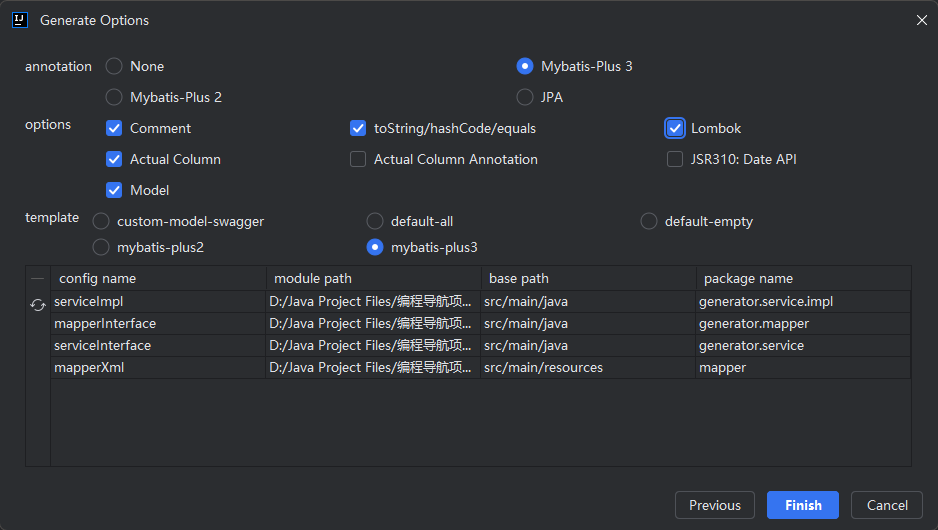 Generate Options
annotation None Mybatis-Plus 3
Mybatis-Plus 2 JPA
options Comment toString/hashCode/equals Lombok
Actual Column Actual Column Annotation JSR310: Date API
Model
template custom-model-swagger default-all default-empty
mybatis-plus2 mybatis-plus3
config name module path base path package name
serviceImpl D:/Java Project Files/编程导航项... src/main/java generator.service.impl
mapperInterface D:/Java Project Files/编程导航项... src/main/java generator.mapper
serviceInterface D:/Java Project Files/编程导航项... src/main/java generator.service
mapperXml D:/Java Project Files/编程导航项... src/main/resources mapper
Previous Finish Cancel